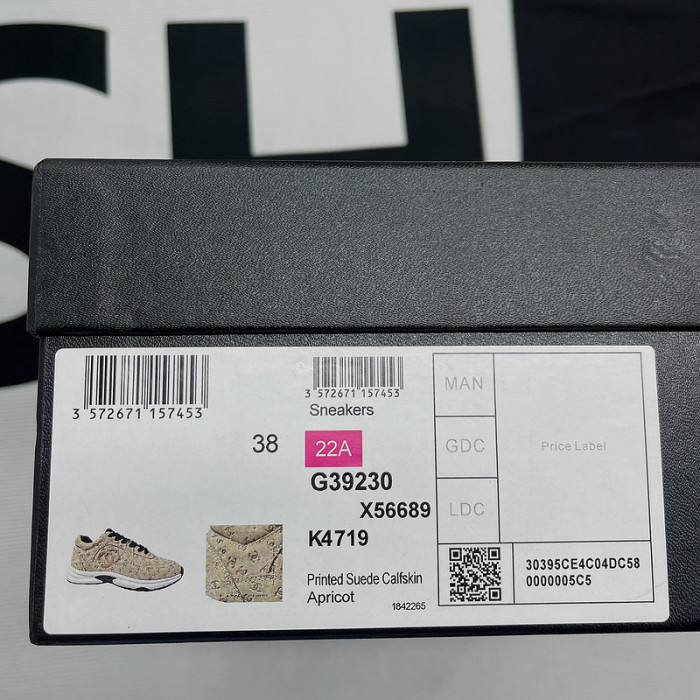 SH
3 572671 157453
3 572671 157453
Sneakers
38
22A
G39230
X56689
K4719
Printed Suede Calfskin
Apricot
1842265
MAN
GDC
LDC
Price Label
30395CE4C04DC58
0000005C5